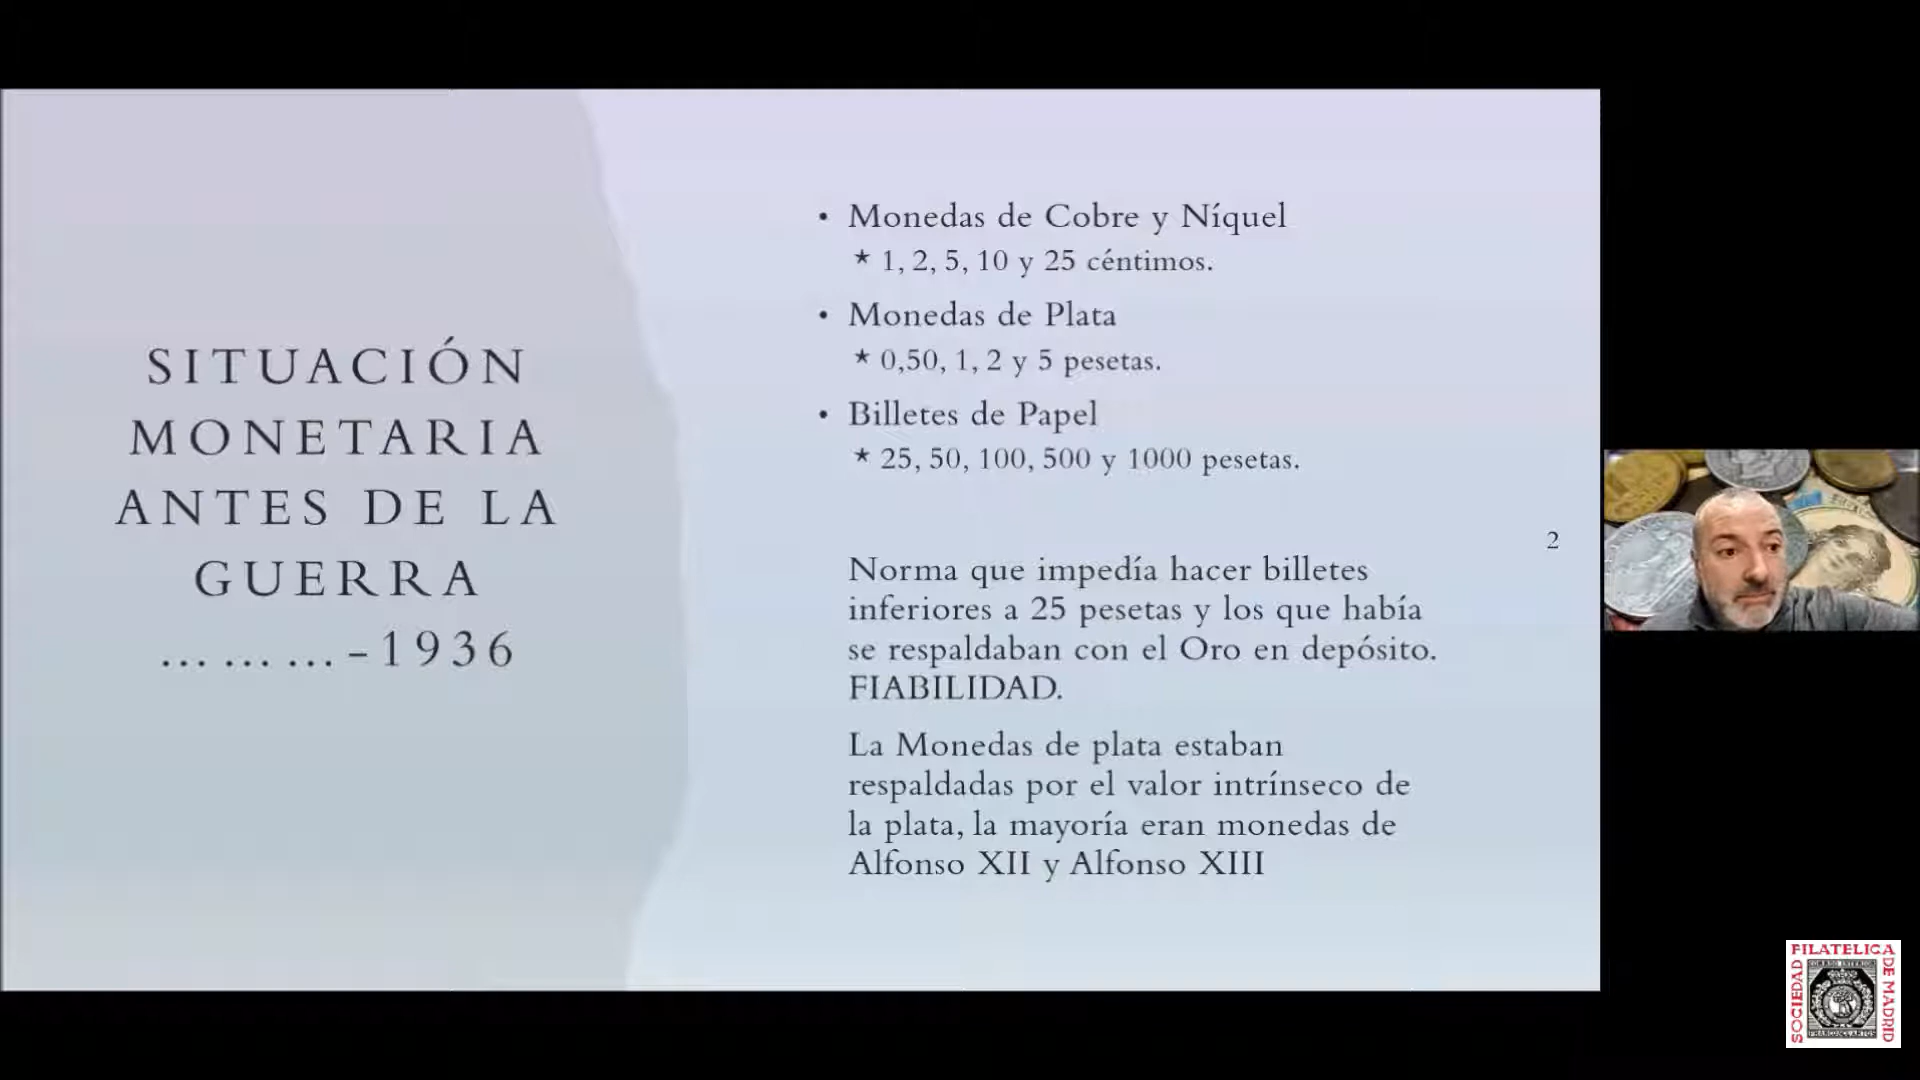 SITUACIÓN
MONETARIA
ANTES DE LA
GUERRA
... ... ... -1936
• Monedas de Cobre y Níquel
* 1, 2, 5, 10 y 25 céntimos.
• Monedas de Plata
* 0,50, 1, 2 y 5 pesetas.
• Billetes de Papel
* 25, 50, 100, 500 y 1000 pesetas.
Norma que impedía hacer billetes
inferiores a 25 pesetas y los que había
se respaldaban con el Oro en depósito.
FIABILIDAD.
La Monedas de plata estaban
respaldadas por el valor intrínseco de
la plata, la mayoría eran monedas de
Alfonso XII y Alfonso XIII
2
SOCIEDAD
FILATELICA
DE MADRID